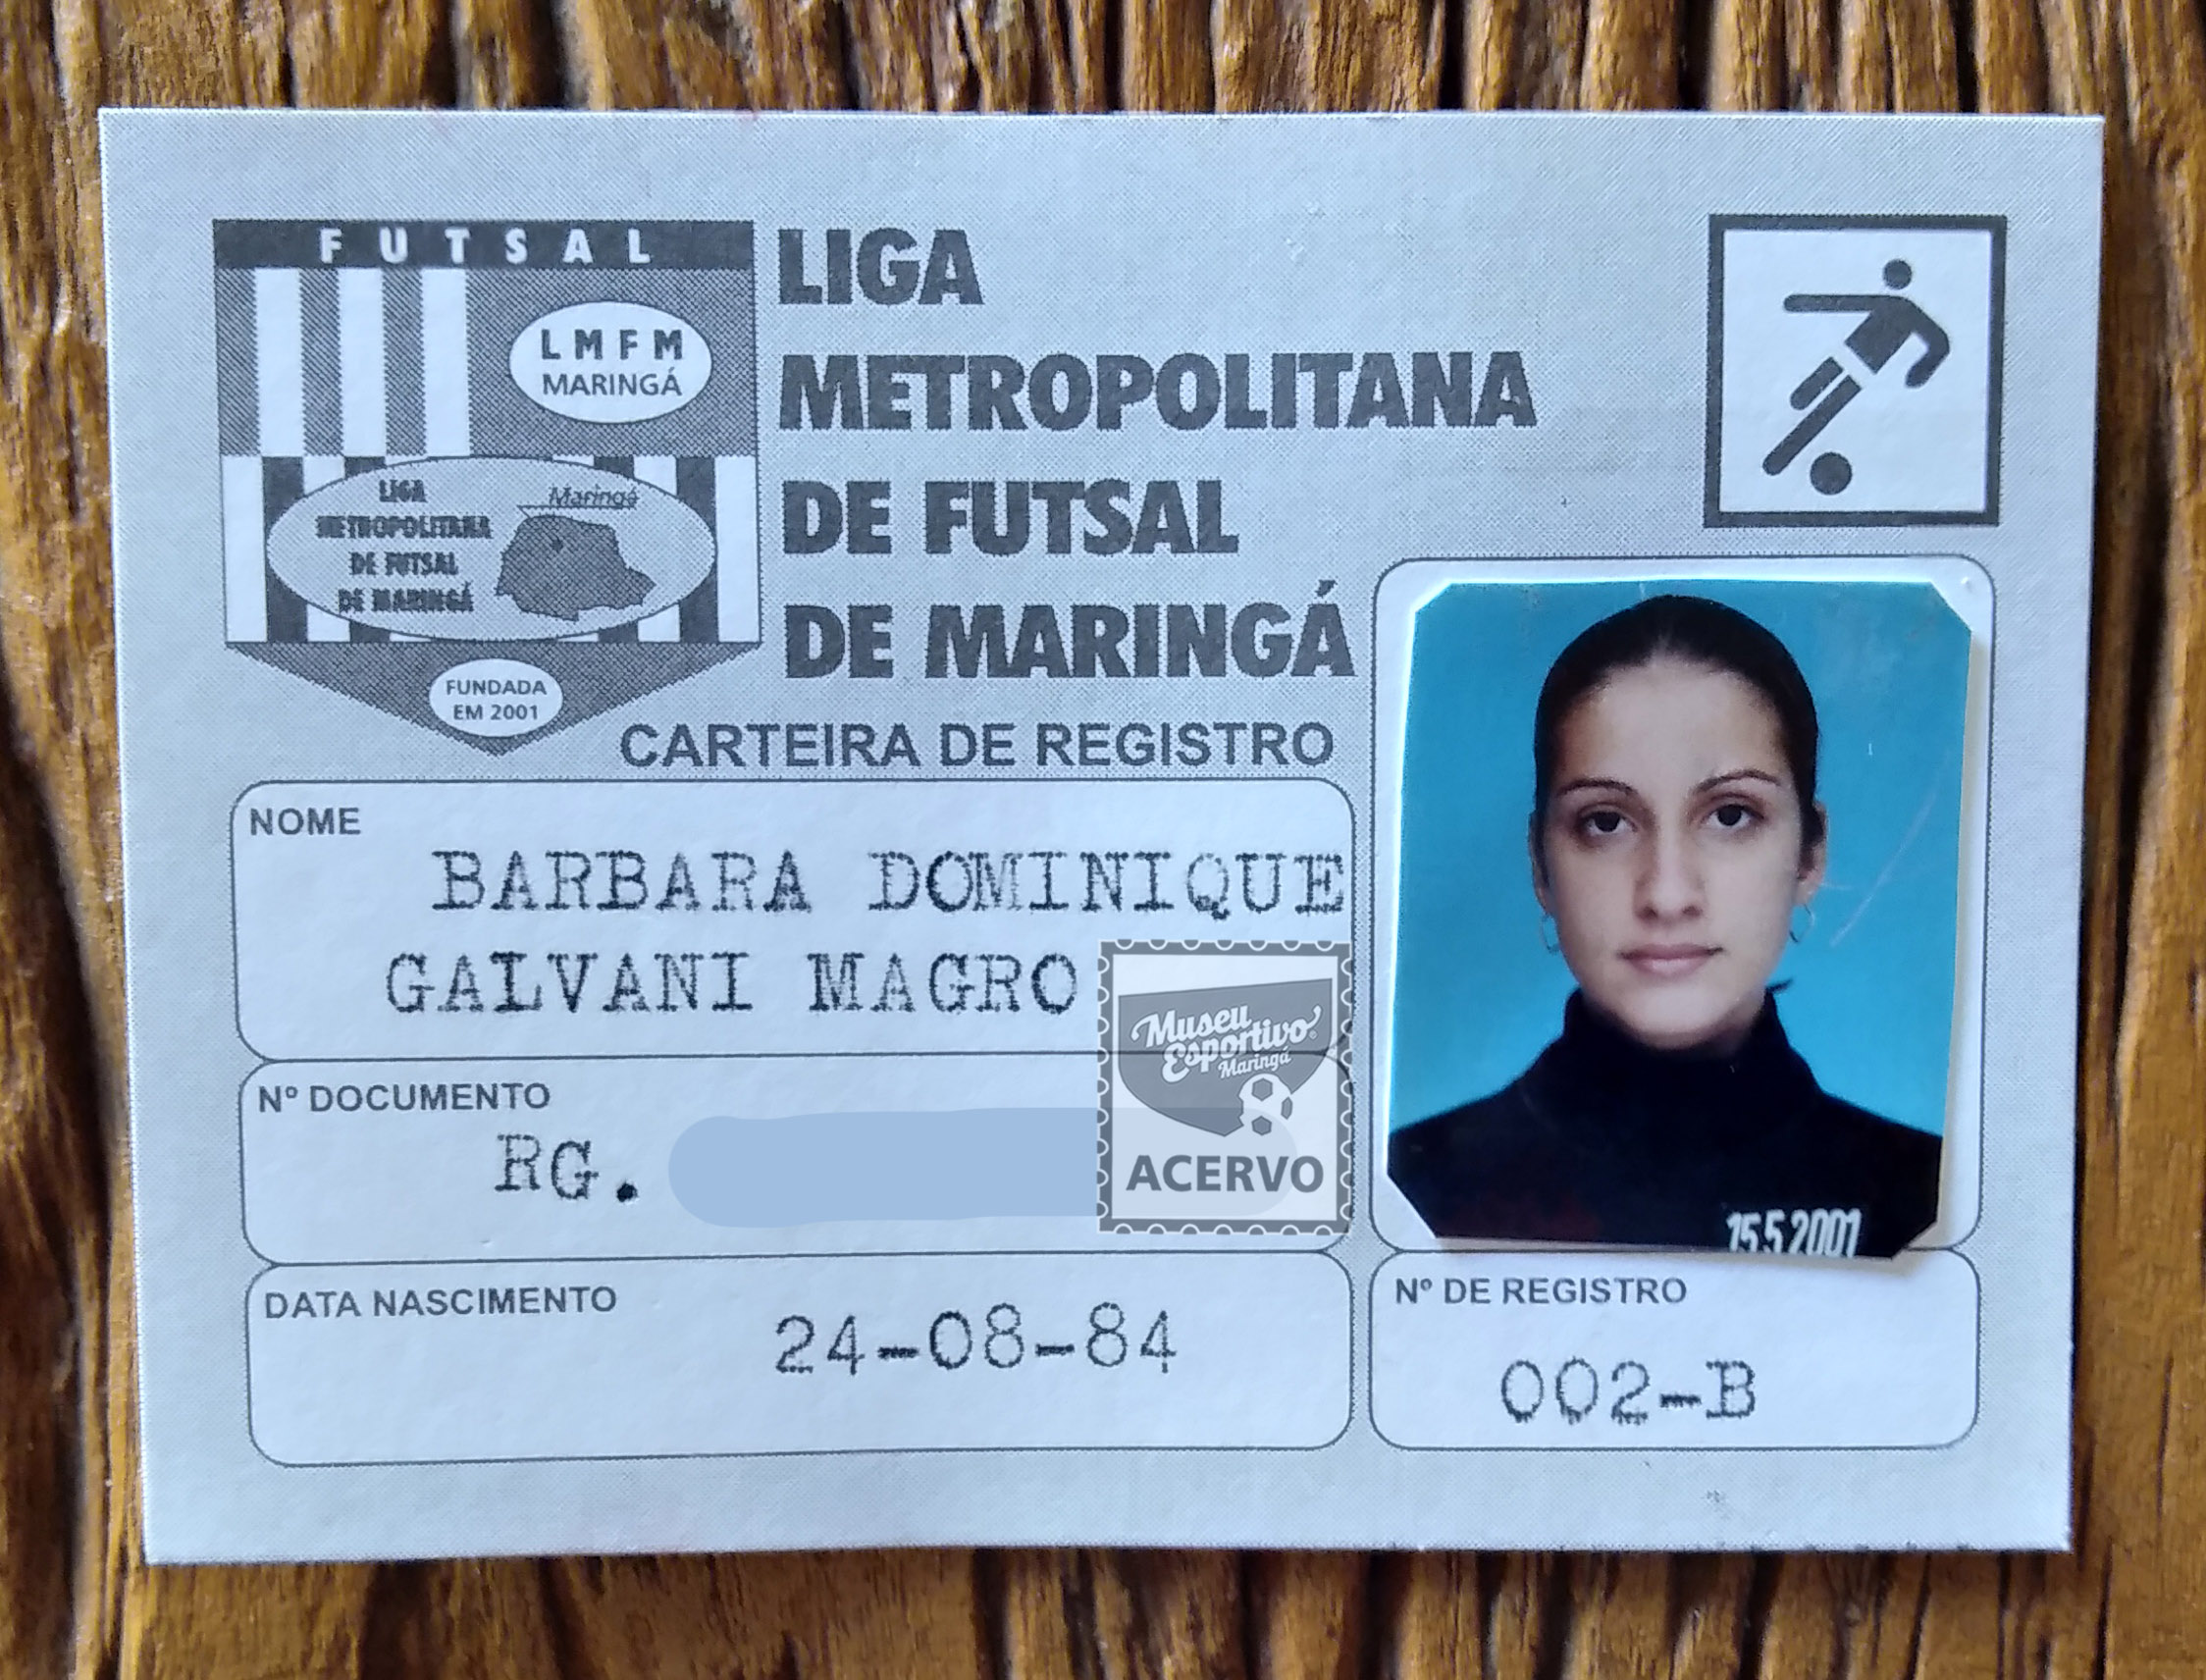 FUTSAL
LMFM
MARINGÁ
LIGA
METROPOLITANA
DE FUTSAL
DE MARINGÁ
Maringá
FUNDADA
EM 2001
LIGA
METROPOLITANA
DE FUTSAL
DE MARINGÁ
CARTEIRA DE REGISTRO
NOME
BARBARA DOMINIQUE
GALVANI MAGRO
Nº DOCUMENTO
RG.
Museu
Esportivo
Maringá
ACERVO
15.5.2001
DATA NASCIMENTO
24-08-84
Nº DE REGISTRO
002-B